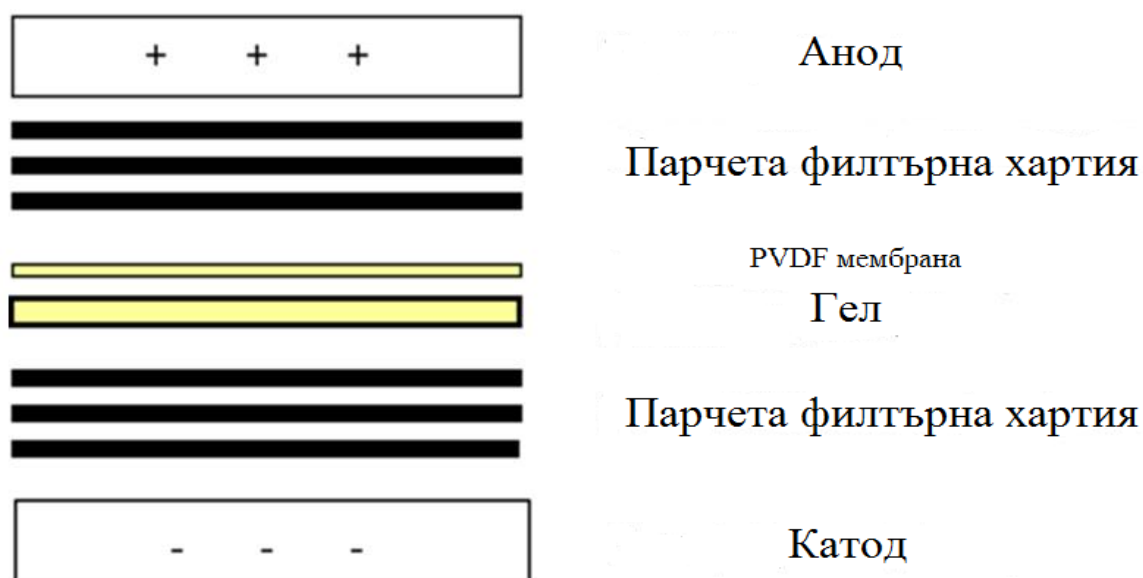 + + + Анод
Парчета филтърна хартия
PVDF мембрана
Гел
Парчета филтърна хартия
- - - Катод